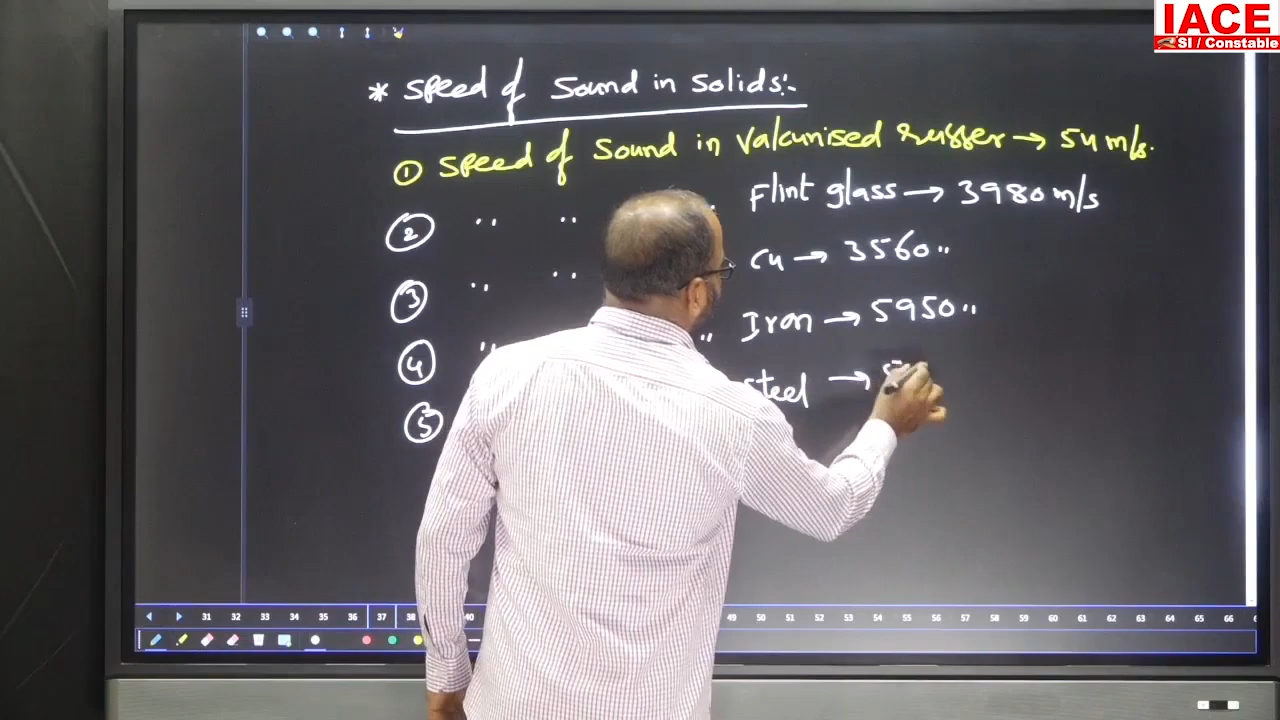 IACE
SI / Constable
* Speed of Sound in Solids:-
① Speed of Sound in Valcunised rubber → 54 m/s.
② " " Flint glass → 3980 m/s
③ " " Cu → 3560 "
④ " " Iron → 5950 "
⑤ Steel →
31 32 33 34 35 36 37 38 40 49 50 51 52 53 54 55 56 57 58 59 60 61 62 63 64 65 66